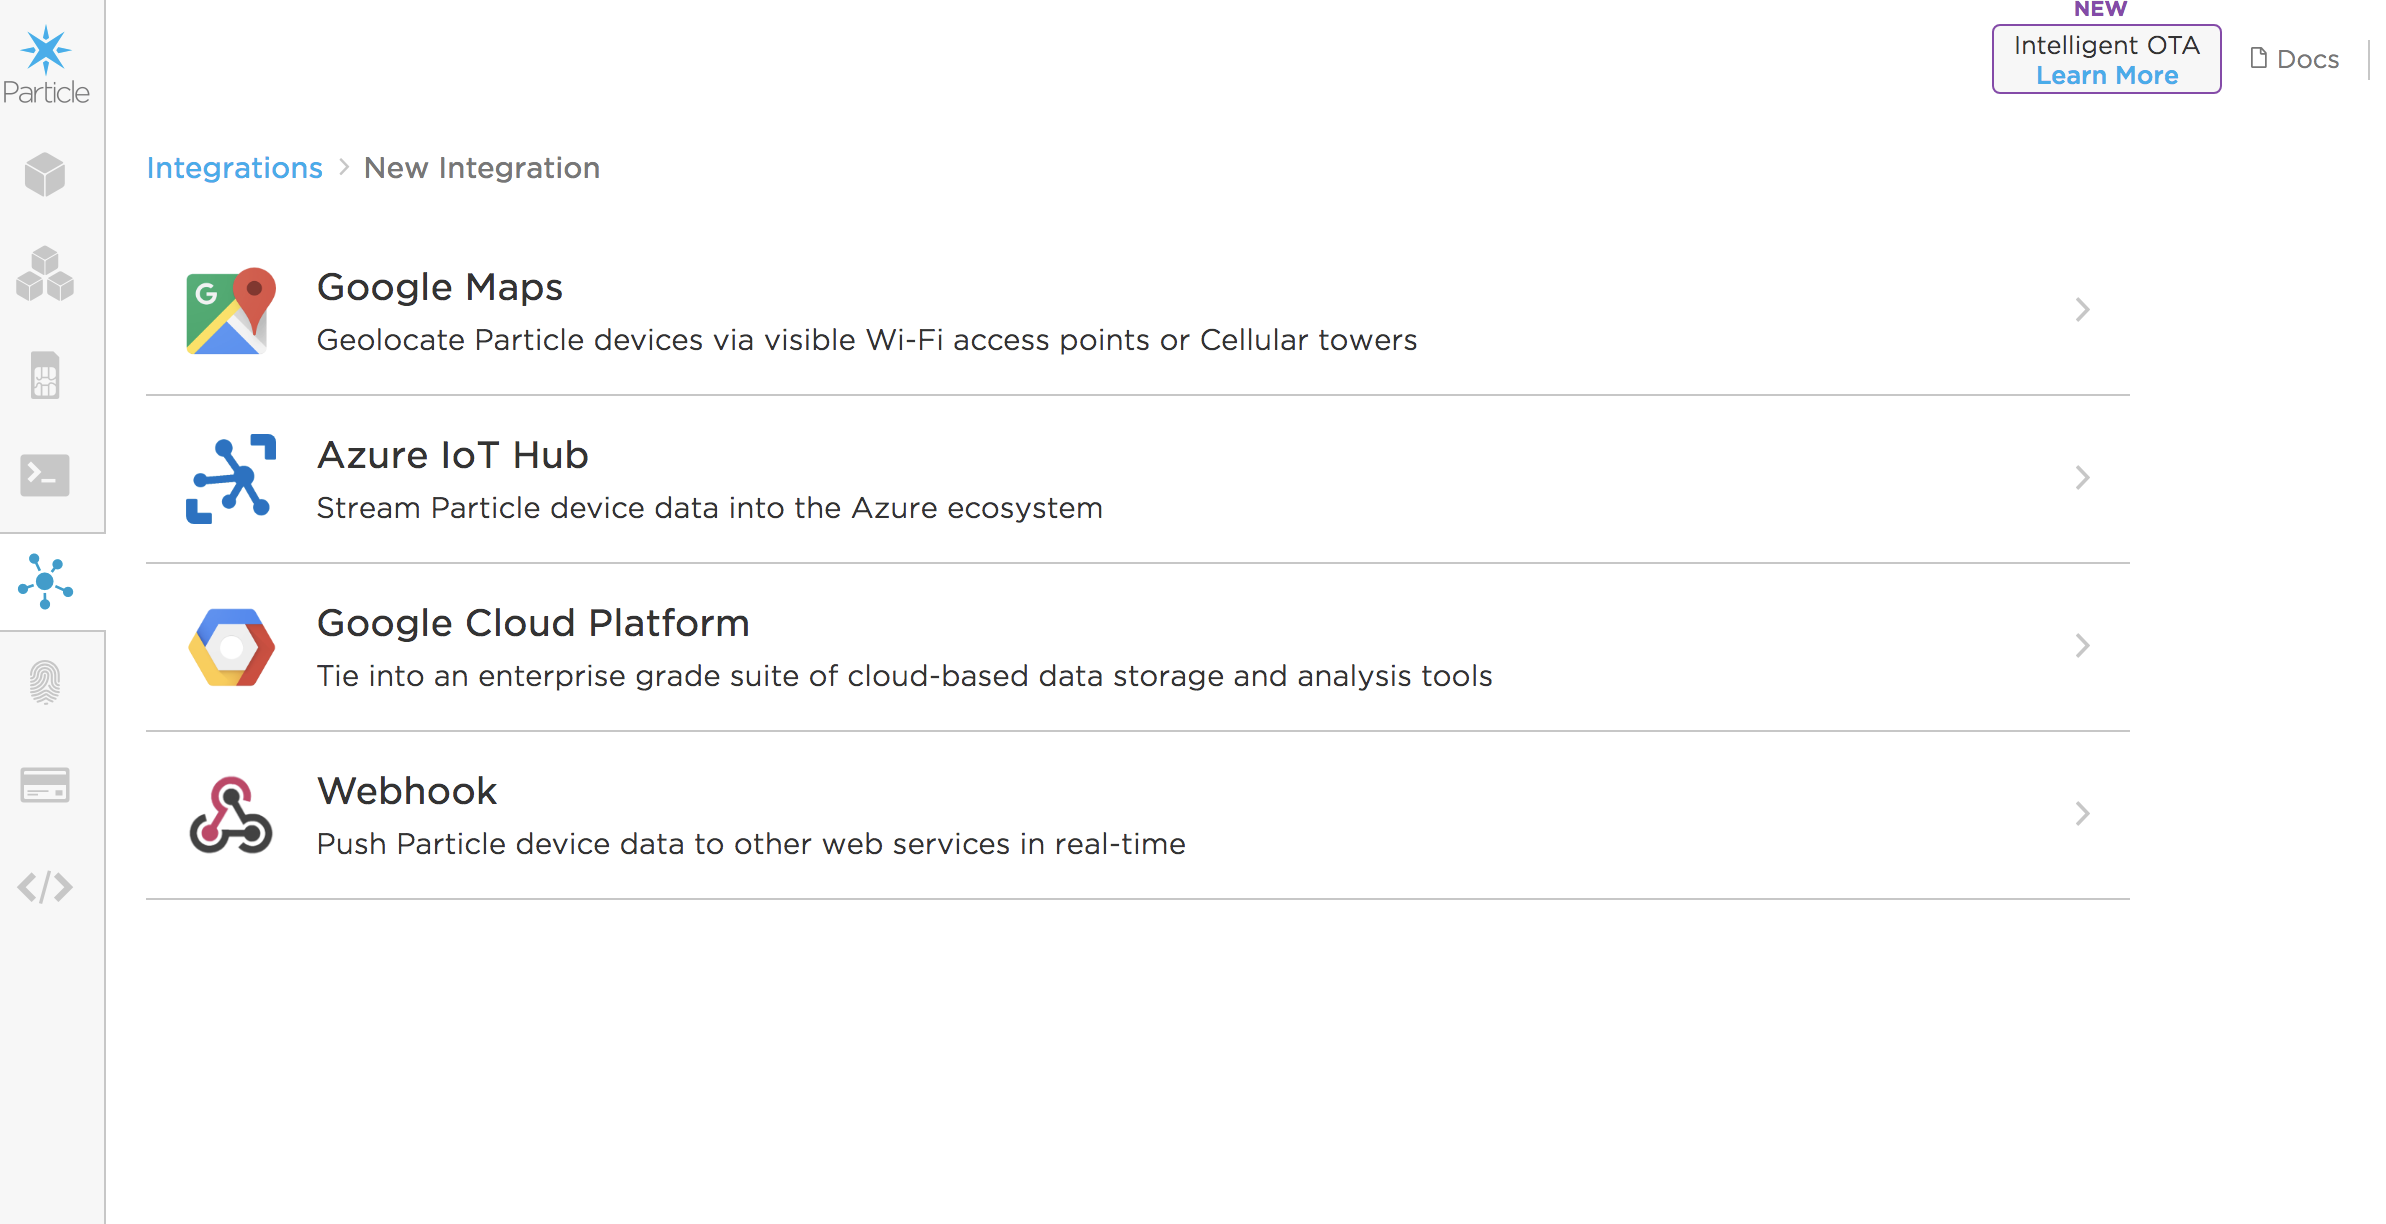 NEW
Intelligent OTA
Learn More
Docs
Particle
Integrations > New Integration
Google Maps
Geolocate Particle devices via visible Wi-Fi access points or Cellular towers
Azure IoT Hub
Stream Particle device data into the Azure ecosystem
Google Cloud Platform
Tie into an enterprise grade suite of cloud-based data storage and analysis tools
Webhook
Push Particle device data to other web services in real-time